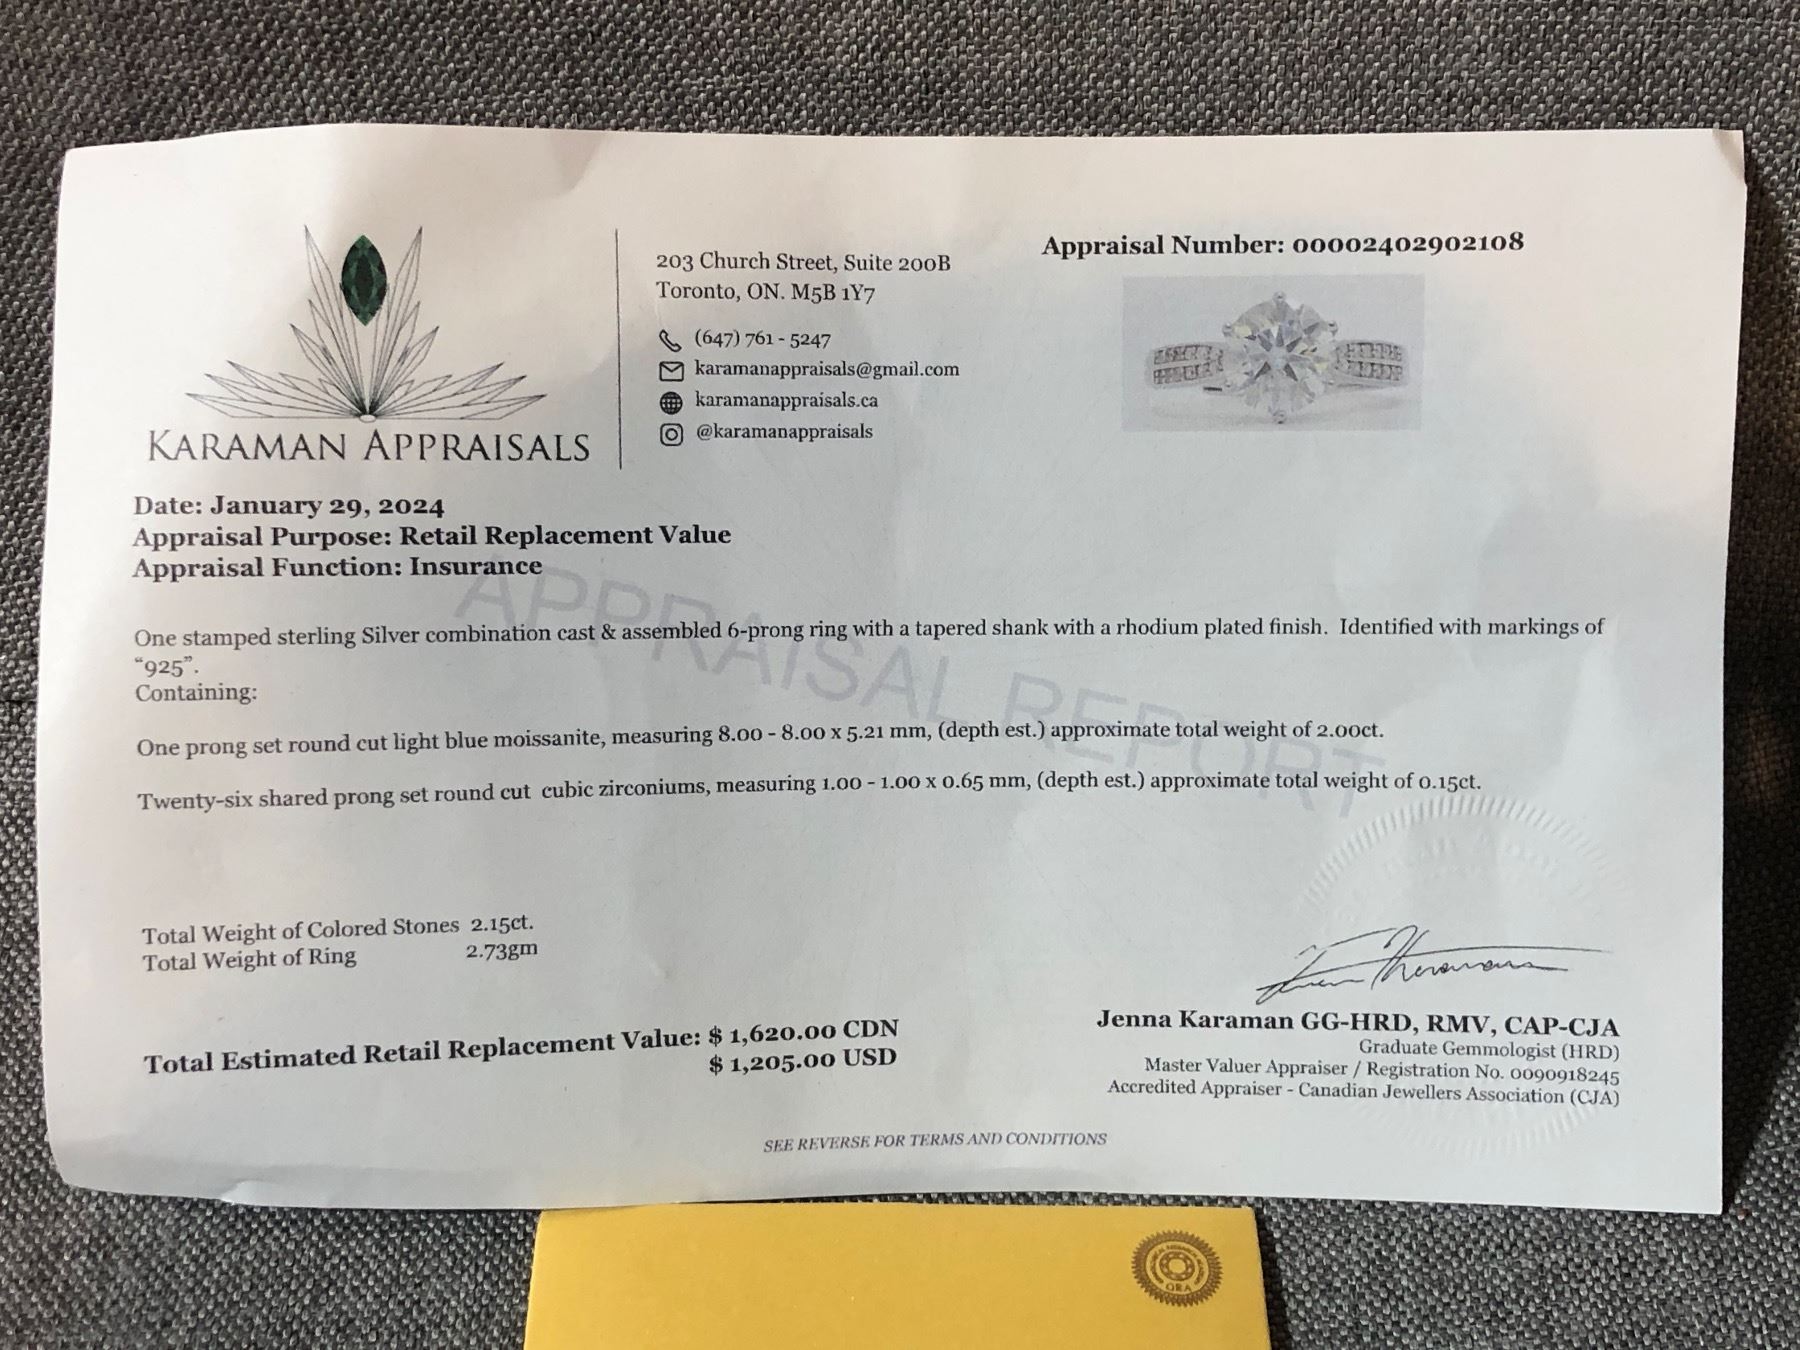 KARAMAN APPRAISALS
203 Church Street, Suite 200B
Toronto, ON. M5B 1Y7
(647) 761 - 5247
karamanappraisals@gmail.com
karamanappraisals.ca
@karamanappraisals
Appraisal Number: 00002402902108
Date: January 29, 2024
Appraisal Purpose: Retail Replacement Value
Appraisal Function: Insurance
APPRAISAL REPORT
One stamped sterling Silver combination cast & assembled 6-prong ring with a tapered shank with a rhodium plated finish. Identified with markings of
“925”.
Containing:
One prong set round cut light blue moissanite, measuring 8.00 - 8.00 x 5.21 mm, (depth est.) approximate total weight of 2.00ct.
Twenty-six shared prong set round cut cubic zirconiums, measuring 1.00 - 1.00 x 0.65 mm, (depth est.) approximate total weight of 0.15ct.
Total Weight of Colored Stones 2.15ct.
Total Weight of Ring 2.73gm
Total Estimated Retail Replacement Value: $ 1,620.00 CDN
$ 1,205.00 USD
Jenna Karaman GG-HRD, RMV, CAP-CJA
Graduate Gemmologist (HRD)
Master Valuer Appraiser / Registration No. 0090918245
Accredited Appraiser - Canadian Jewellers Association (CJA)
SEE REVERSE FOR TERMS AND CONDITIONS